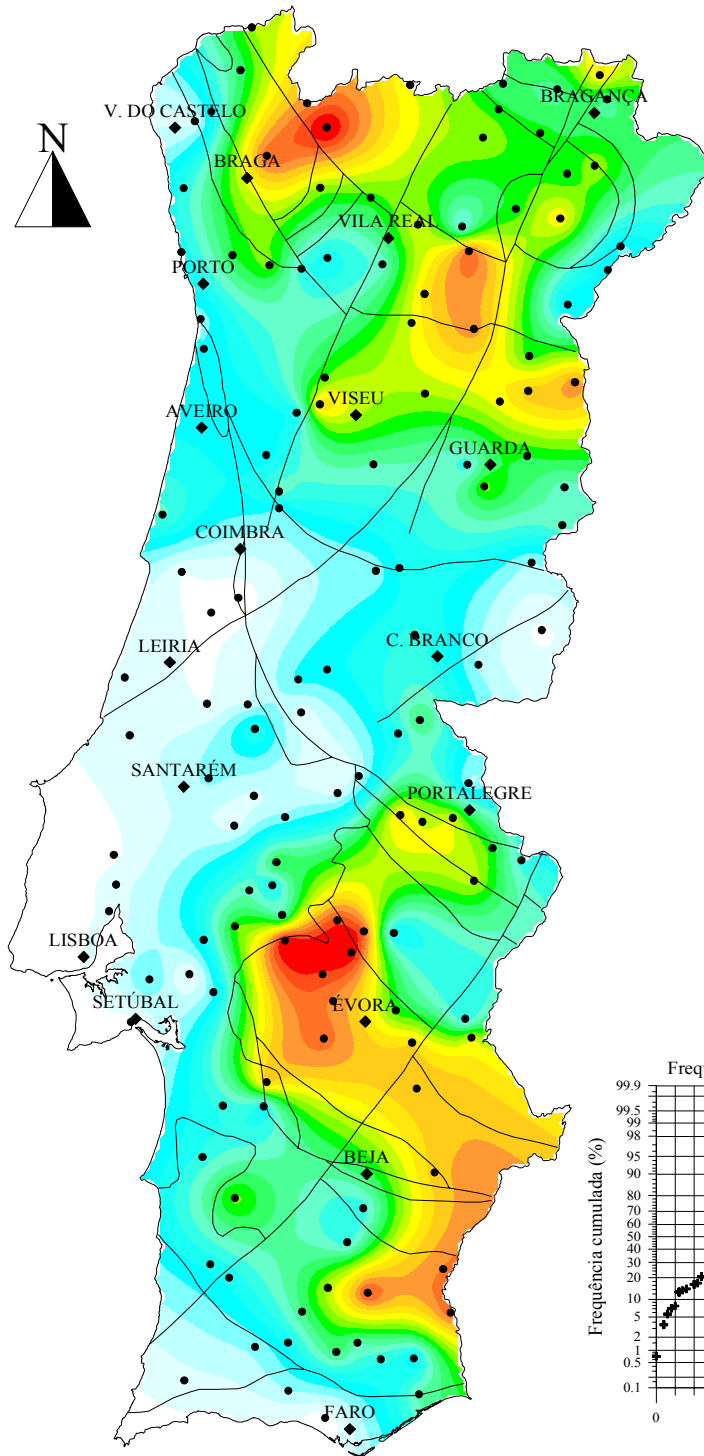 N
V. DO CASTELO
BRAGANÇA
BRAGA
VILA REAL
PORTO
AVEIRO
VISEU
GUARDA
COIMBRA
LEIRIA
C. BRANCO
SANTARÉM
PORTALEGRE
LISBOA
SETÚBAL
ÉVORA
BEJA
FARO
Frequ
Frequência cumulada (%)
99.9
99.5
99
98
95
90
80
70
60
50
40
30
20
10
5
2
1
0.5
0.1
0